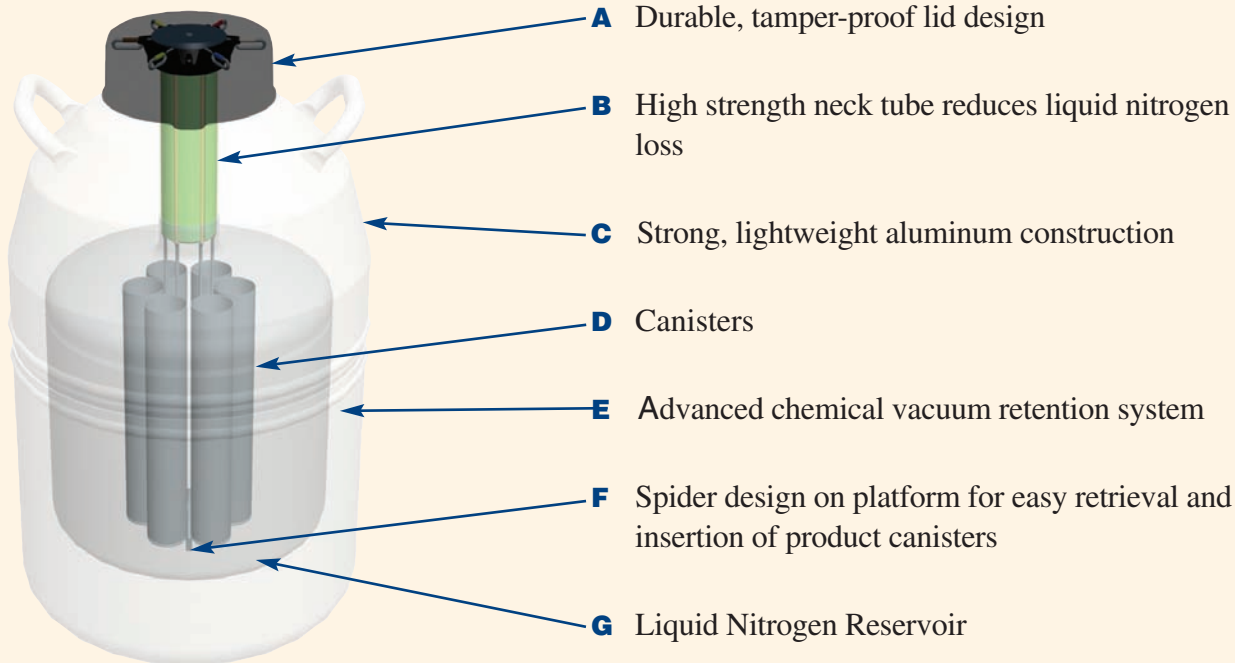 A Durable, tamper-proof lid design
B High strength neck tube reduces liquid nitrogen
loss
C Strong, lightweight aluminum construction
D Canisters
E Advanced chemical vacuum retention system
F Spider design on platform for easy retrieval and
insertion of product canisters
G Liquid Nitrogen Reservoir